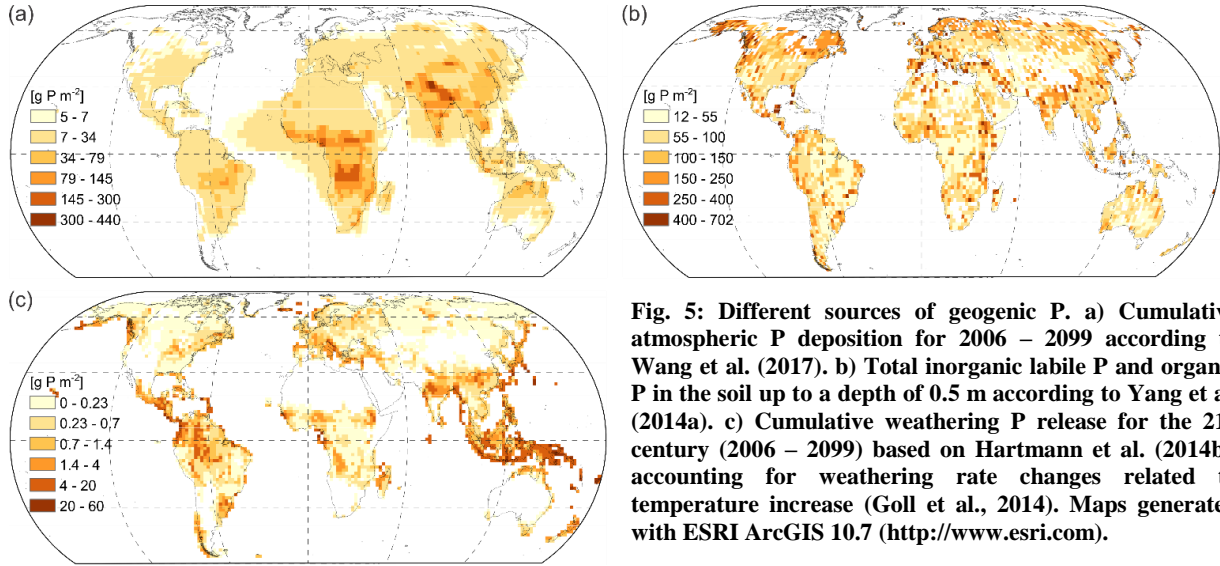 (a)
[g P m-2]
5 - 7
7 - 34
34 - 79
79 - 145
145 - 300
300 - 440
(b)
[g P m-2]
12 - 55
55 - 100
100 - 150
150 - 250
250 - 400
400 - 702
(c)
[g P m-2]
0 - 0.23
0.23 - 0.7
0.7 - 1.4
1.4 - 4
4 - 20
20 - 60
Fig. 5: Different sources of geogenic P. a) Cumulativ
atmospheric P deposition for 2006 – 2099 according
Wang et al. (2017). b) Total inorganic labile P and organ
P in the soil up to a depth of 0.5 m according to Yang et a
(2014a). c) Cumulative weathering P release for the 21
century (2006 – 2099) based on Hartmann et al. (2014b
accounting for weathering rate changes related t
temperature increase (Goll et al., 2014). Maps generate
with ESRI ArcGIS 10.7 (http://www.esri.com).